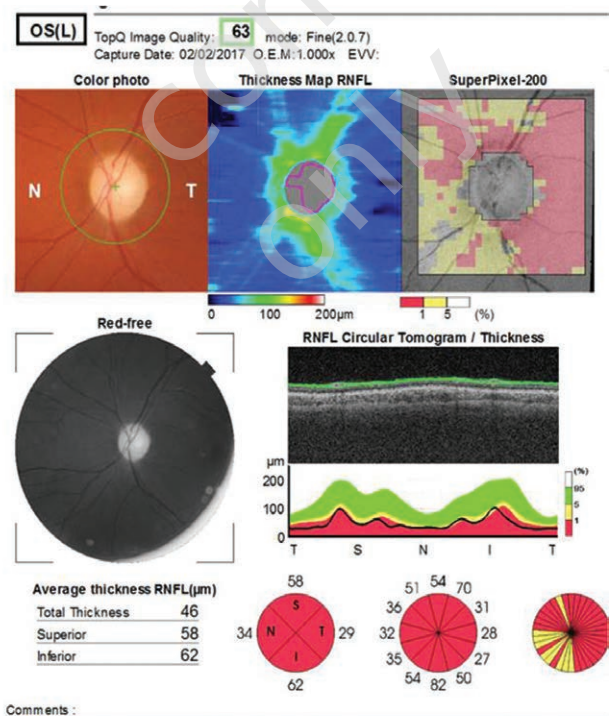 OS(L) TopQ Image Quality: 63 mode: Fine(2.0.7)
Capture Date: 02/02/2017 O.E.M:1.000x EVV:
Color photo Thickness Map RNFL SuperPixel-200
N T
0 100 200µm
1 5 (%)
only
Red-free RNFL Circular Tomogram / Thickness
µm
200
100
0
T S N I T
(%)
95
5
1
Average thickness RNFL(µm)
Total Thickness 46
Superior 58
Inferior 62
58
S
34 N T 29
I
62
51 54 70
36 31
32 28
35 27
54 82 50
Comments :